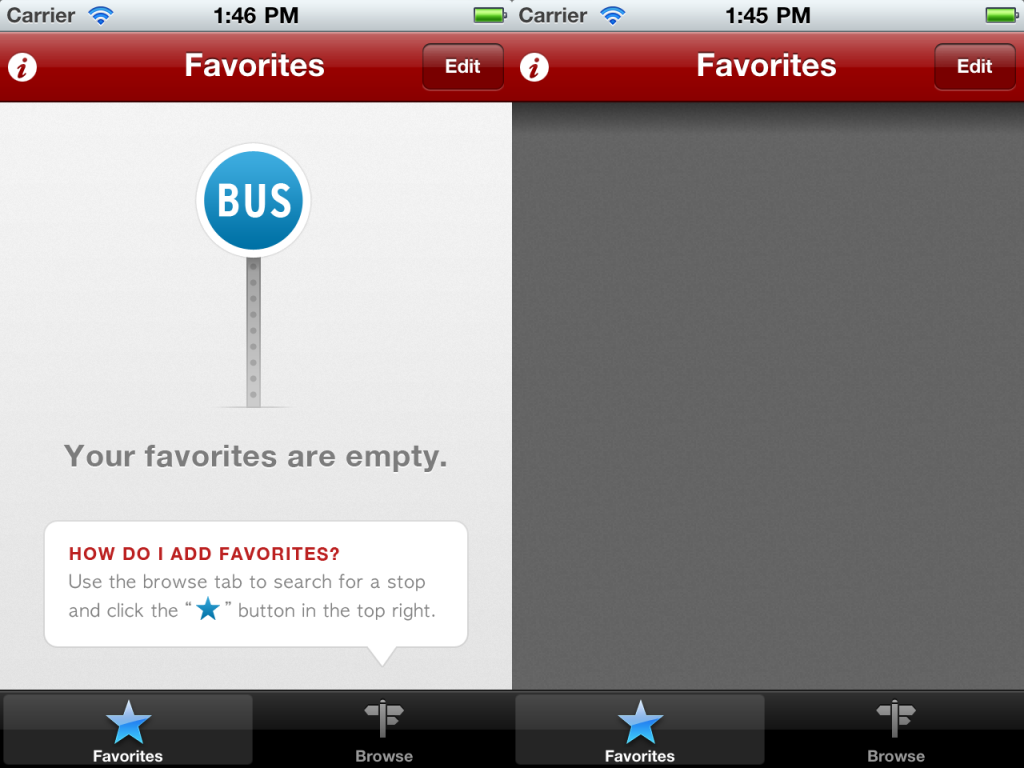 Carrier 1:46 PM
Favorites Edit
BUS
Your favorites are empty.
HOW DO I ADD FAVORITES?
Use the browse tab to search for a stop
and click the “★” button in the top right.
Favorites Browse
Carrier 1:45 PM
Favorites Edit
Favorites Browse